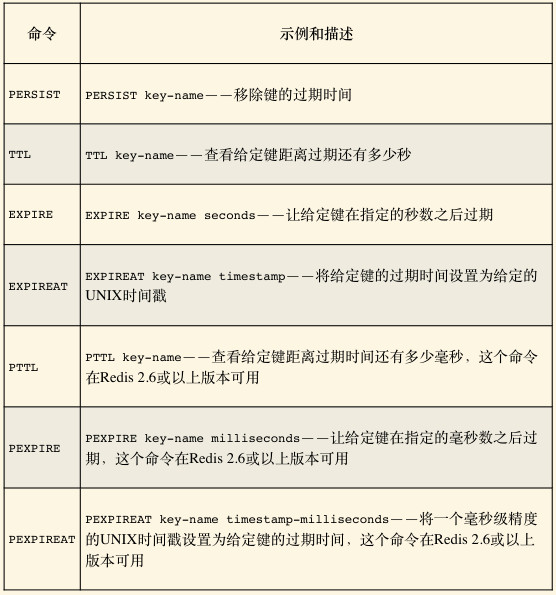 命令 示例和描述
PERSIST PERSIST key-name——移除键的过期时间
TTL TTL key-name——查看给定键距离过期还有多少秒
EXPIRE EXPIRE key-name seconds——让给定键在指定的秒数之后过期
EXPIREAT EXPIREAT key-name timestamp——将给定键的过期时间设置为给定的
UNIX时间戳
PTTL PTTL key-name——查看给定键距离过期时间还有多少毫秒，这个命令
在Redis 2.6或以上版本可用
PEXPIRE PEXPIRE key-name milliseconds——让给定键在指定的毫秒数之后过
期，这个命令在Redis 2.6或以上版本可用
PEXPIREAT PEXPIREAT key-name timestamp-milliseconds——将一个毫秒级精度
的UNIX时间戳设置为给定键的过期时间，这个命令在Redis 2.6或以上
版本可用